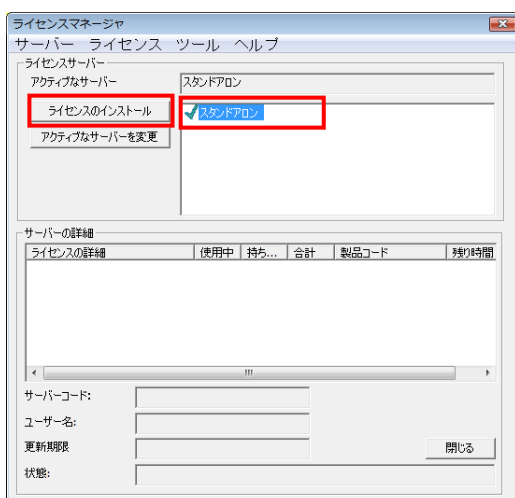 ライセンスマネージャ
サーバー ライセンス ツール ヘルプ
ライセンスサーバー
アクティブなサーバー スタンドアロン
ライセンスのインストール スタンドアロン
アクティブなサーバーを変更
サーバーの詳細
ライセンスの詳細 使用中 持ち... 合計 製品コード 残り時間
サーバーコード:
ユーザー名:
更新期限 閉じる
状態: